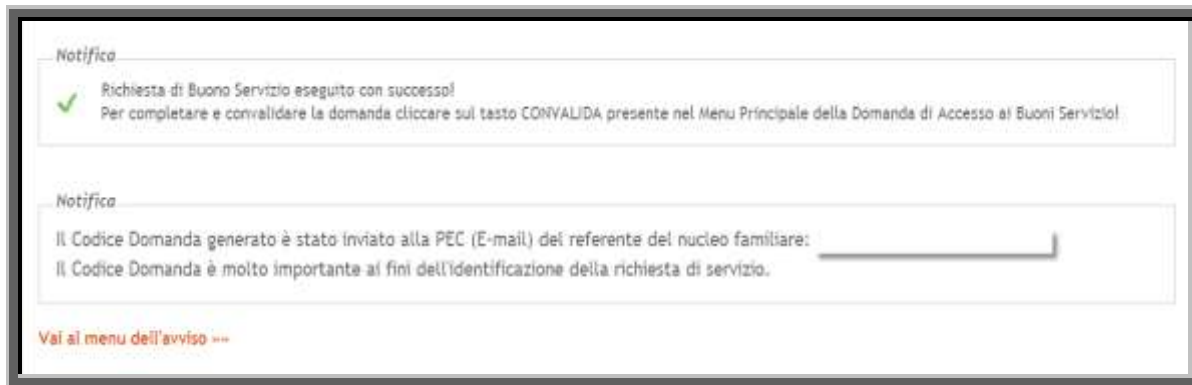 Notifica
Richiesta di Buono Servizio eseguito con successo!
Per completare e convalidare la domanda cliccare sul tasto CONVALIDA presente nel Menu Principale della Domanda di Accesso ai Buoni Servizio!
Notifica
Il Codice Domanda generato è stato inviato alla PEC (E-mail) del referente del nucleo familiare:
Il Codice Domanda è molto importante ai fini dell'identificazione della richiesta di servizio.
Vai al menu dell'avviso »»